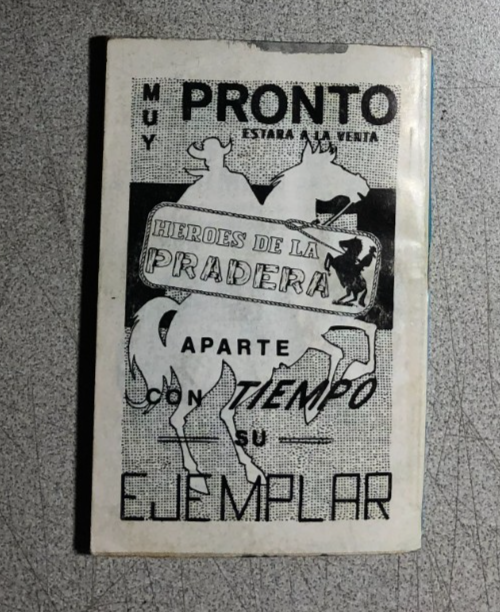 MUY PRONTO
ESTARA A LA VENTA
HEROES DE LA
PRADERA
APARTE
CON TIEMPO
SU
EJEMPLAR